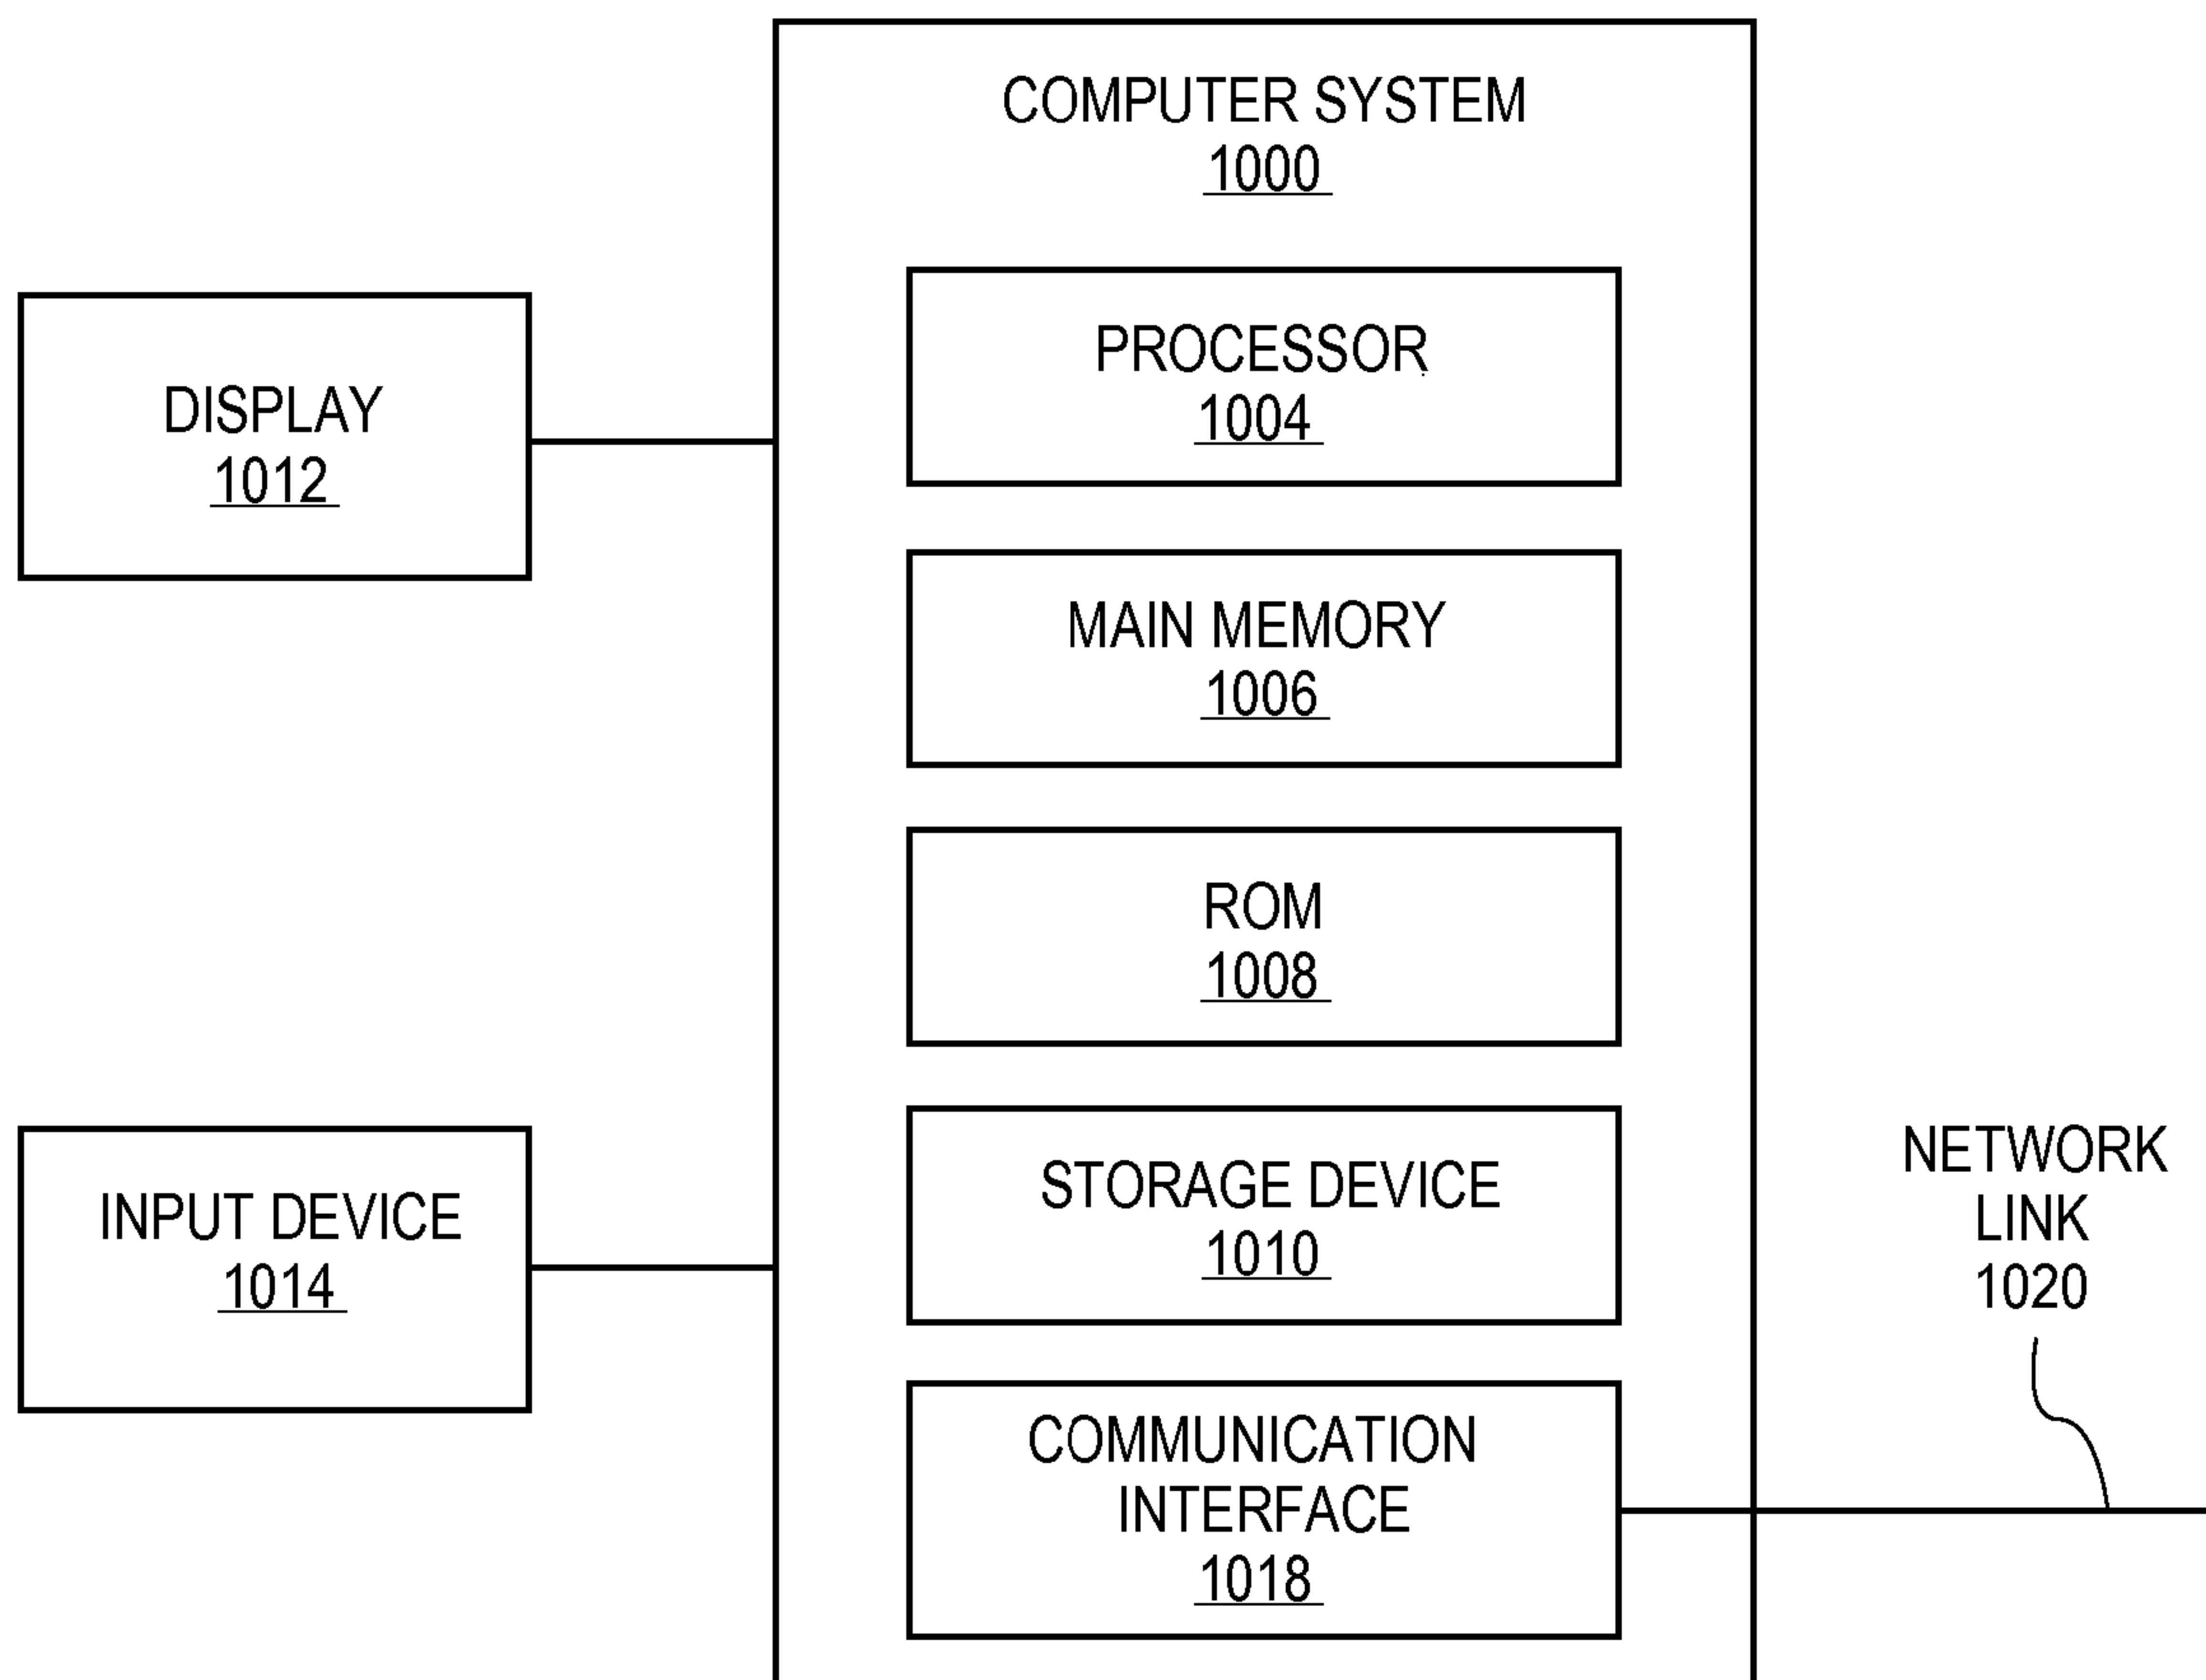 COMPUTER SYSTEM
1000
PROCESSOR
1004
DISPLAY
1012
MAIN MEMORY
1006
ROM
1008
STORAGE DEVICE
1010
INPUT DEVICE
1014
NETWORK
LINK
1020
COMMUNICATION
INTERFACE
1018